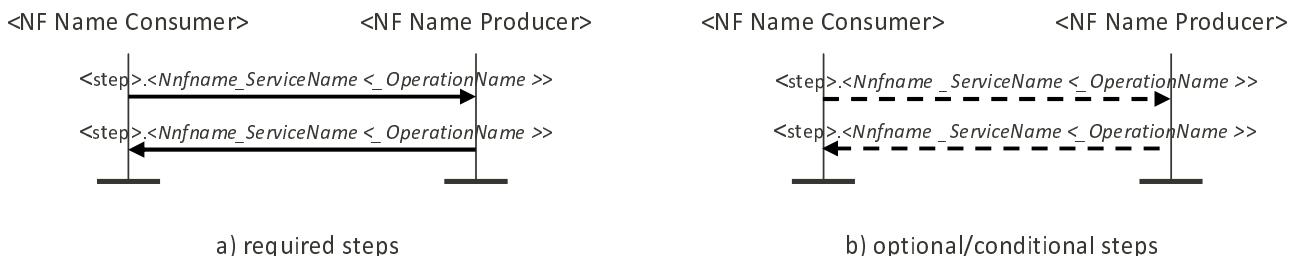 <NF Name Consumer> <NF Name Producer>
<step>.<Nnfname_ServiceName <_OperationName >>
<step>.<Nnfname_ServiceName <_OperationName >>
a) required steps
<NF Name Consumer> <NF Name Producer>
<step>.<Nnfname _ServiceName <_OperationName >>
<step>.<Nnfname _ServiceName <_OperationName >>
b) optional/conditional steps